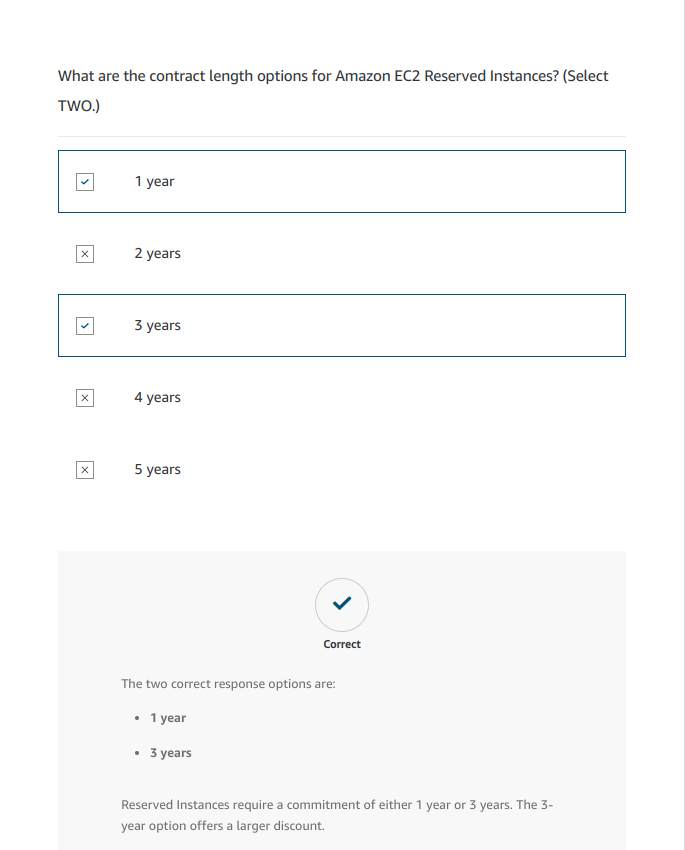 What are the contract length options for Amazon EC2 Reserved Instances? (Select
TWO.)
1 year
2 years
3 years
4 years
5 years
Correct
The two correct response options are:
• 1 year
• 3 years
Reserved Instances require a commitment of either 1 year or 3 years. The 3-
year option offers a larger discount.